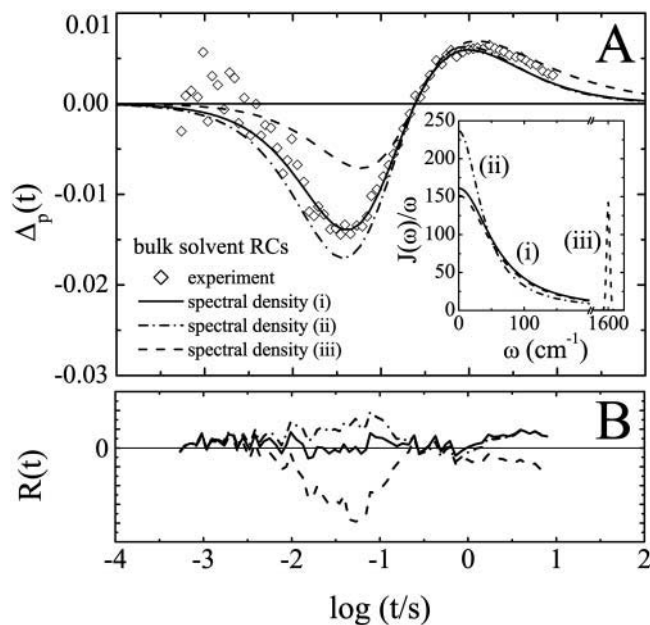 0.01
A
0.00
-0.01
-0.02
-0.03
Δp(t)
bulk solvent RCs
experiment
spectral density (i)
spectral density (ii)
spectral density (iii)
250
200
150
100
50
0
J(ω)/ω
(ii)
(i)
(iii)
0 100 1600
ω (cm-1)
B
0
R(t)
-4 -3 -2 -1 0 1 2
log (t/s)